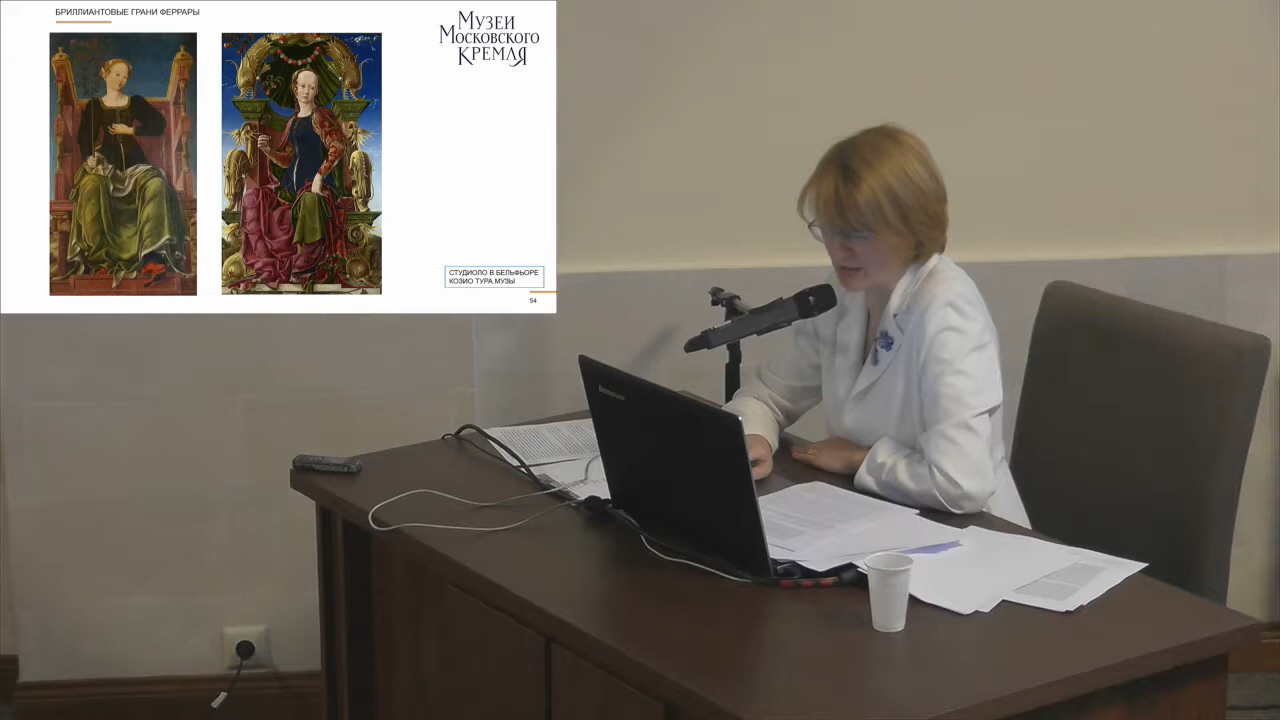 БРИЛЛИАНТОВЫЕ ГРАНИ ФЕРРАРЫ
Музеи
Московского
Кремля
СТУДИОЛО В БЕЛЬФЬОРЕ
КОЗИО ТУРА.МУЗЫ
54